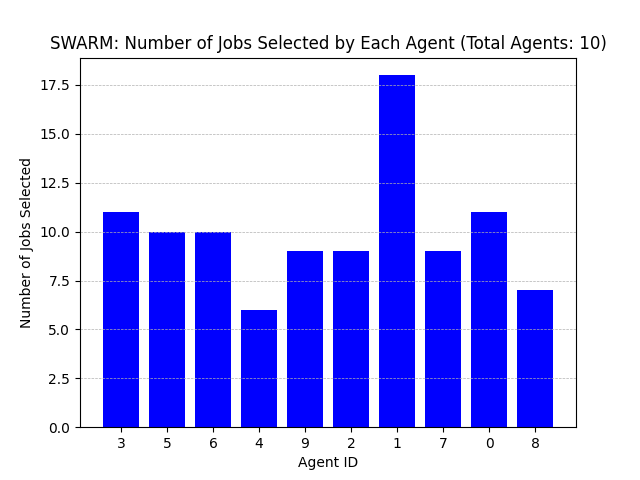 SWARM: Number of Jobs Selected by Each Agent (Total Agents: 10)
17.5
15.0
12.5
10.0
7.5
5.0
2.5
0.0
Number of Jobs Selected
3 5 6 4 9 2 1 7 0 8
Agent ID